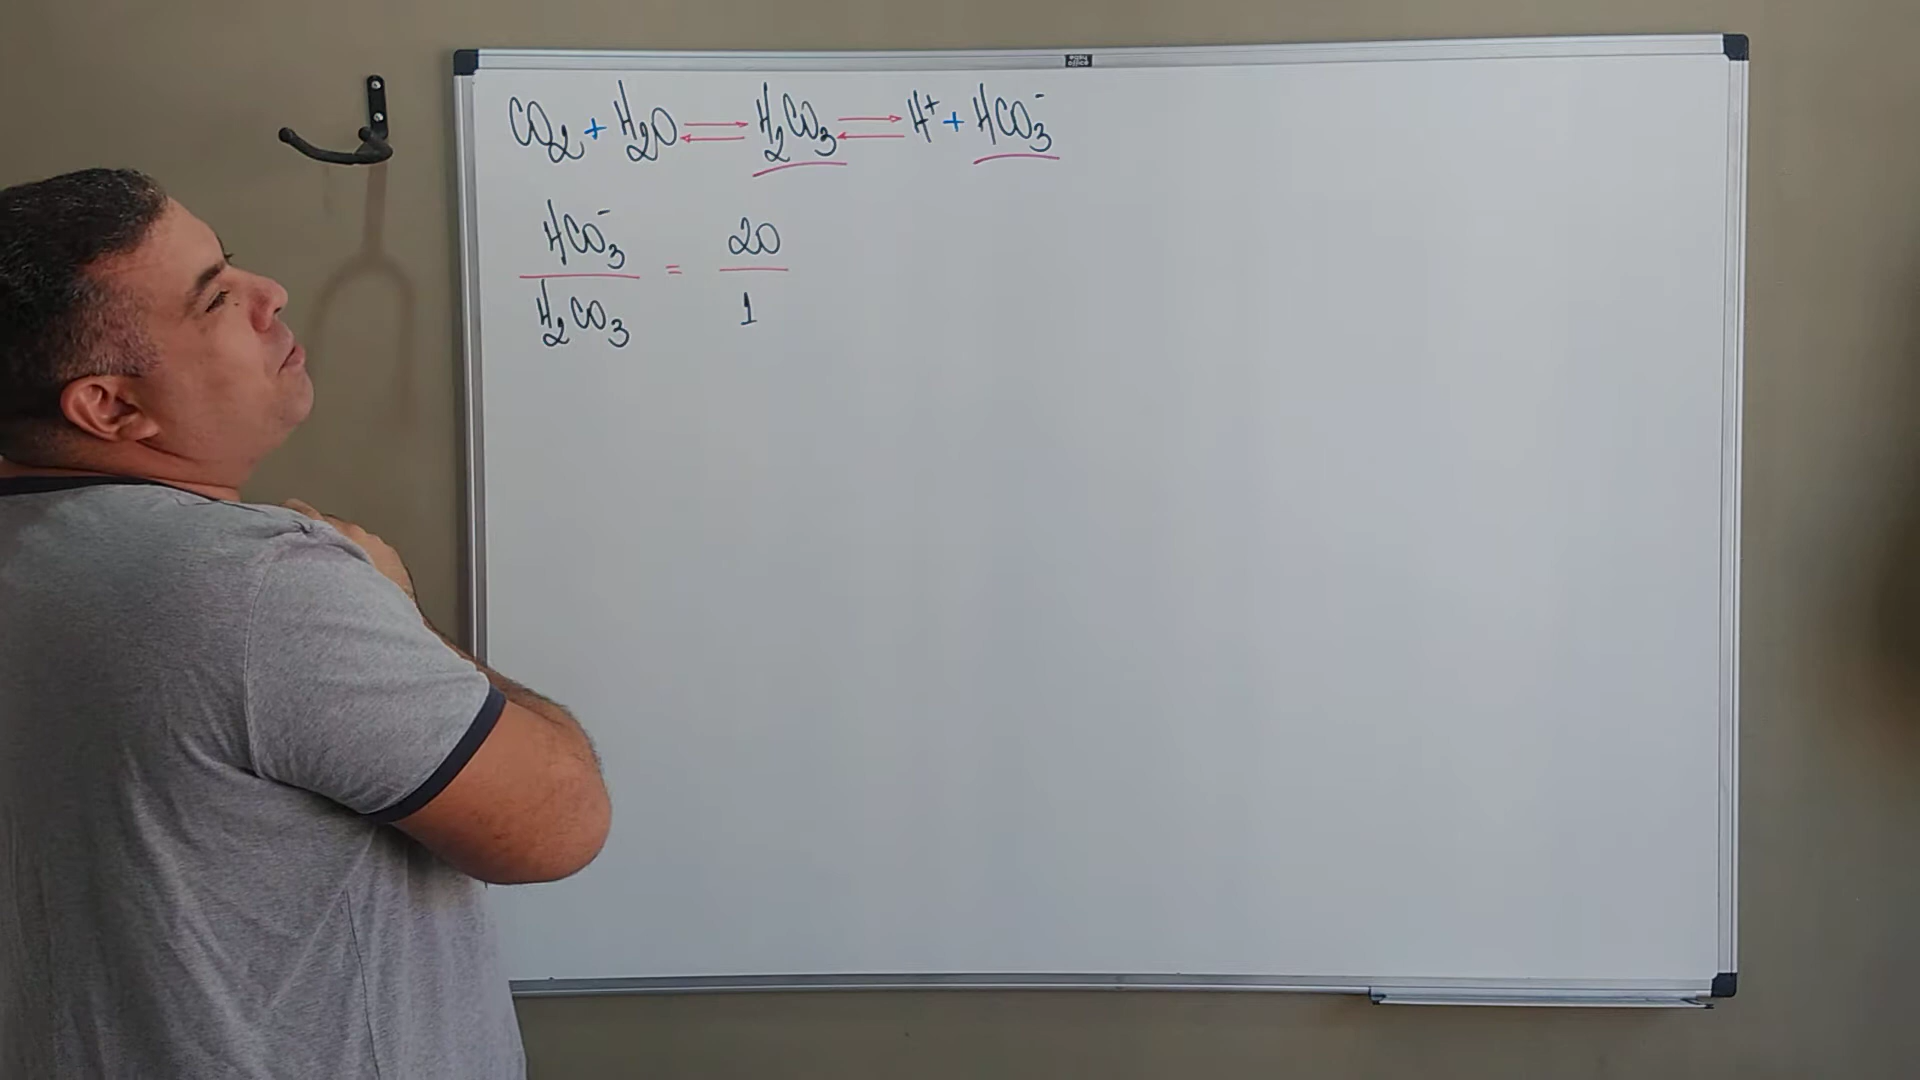 CO₂ + H₂O ⇌ H₂CO₃ ⇌ H⁺ + HCO₃⁻
HCO₃⁻ / H₂CO₃ = 20 / 1